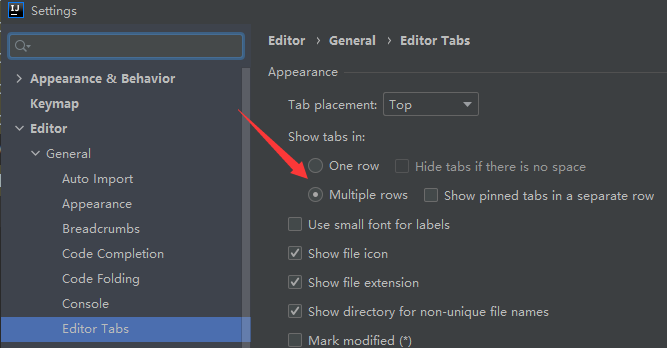 IJ Settings
Editor › General › Editor Tabs
Appearance & Behavior
Keymap
Editor
General
Auto Import
Appearance
Breadcrumbs
Code Completion
Code Folding
Console
Editor Tabs
Appearance
Tab placement: Top
Show tabs in:
One row Hide tabs if there is no space
Multiple rows Show pinned tabs in a separate row
Use small font for labels
Show file icon
Show file extension
Show directory for non-unique file names
Mark modified (*)